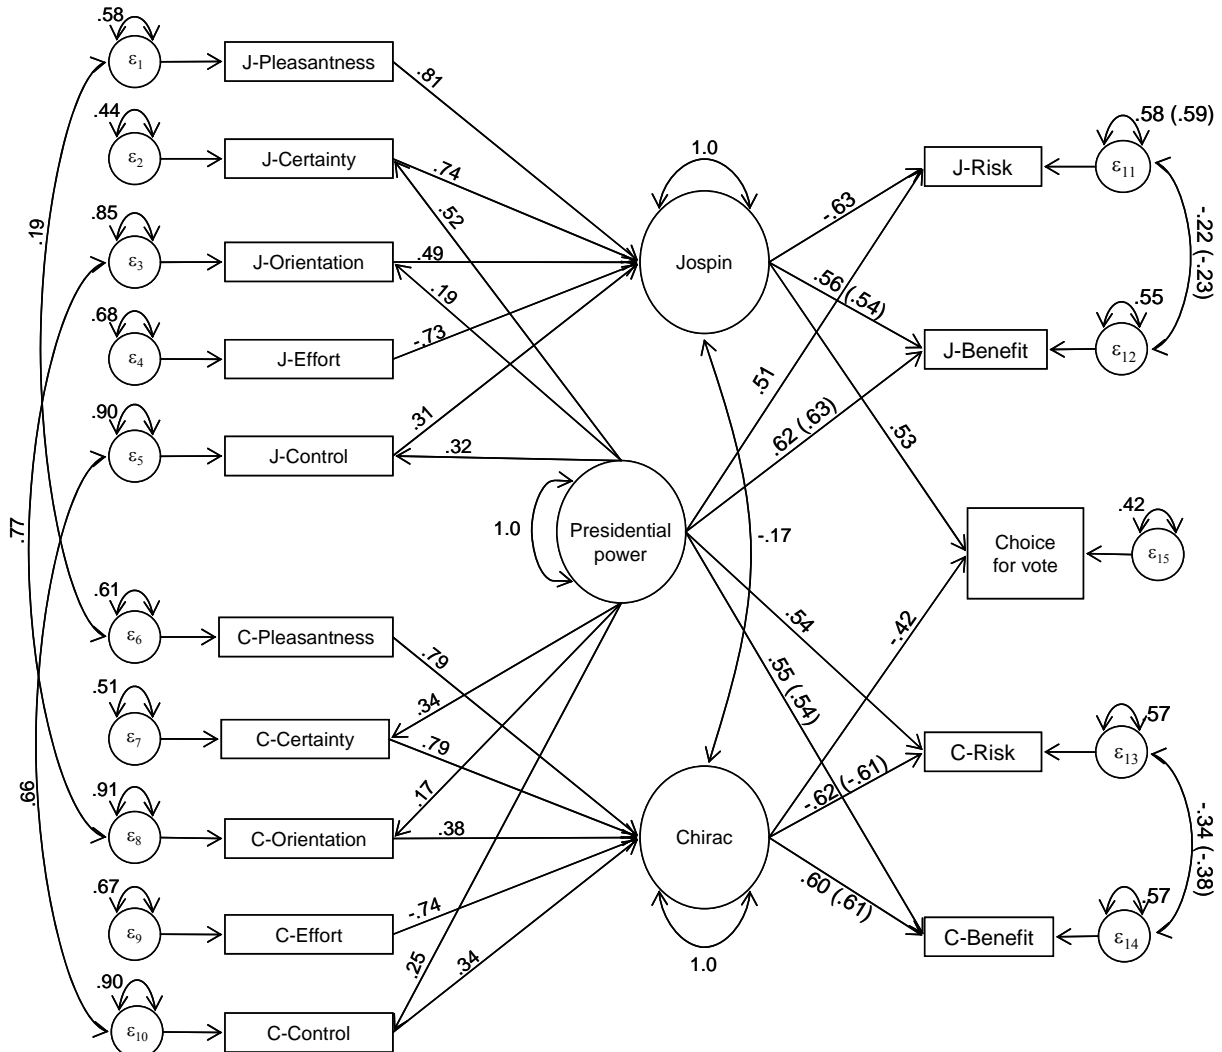 .58
ε1
J-Pleasantness
.81
.44
ε2
J-Certainty
.74
.52
.85
ε3
J-Orientation
.49
.19
.68
ε4
J-Effort
-.73
.90
ε5
J-Control
.31
.32
.19
.77
.66
1.0
Jospin
1.0
Presidential
power
-.17
-.63
.56 (.54)
.51
.62 (.63)
.53
J-Risk
ε11
.58 (.59)
-.22 (-.23)
J-Benefit
ε12
.55
Choice
for vote
.42
ε15
-.42
.54
.55 (.54)
.61
ε6
C-Pleasantness
.79
.51
ε7
C-Certainty
.34
.79
.91
ε8
C-Orientation
.17
.38
.67
ε9
C-Effort
-.74
.90
ε10
C-Control
.25
.34
Chirac
1.0
-.62 (-.61)
.60 (.61)
C-Risk
ε13
.57
-.34 (-.38)
C-Benefit
ε14
.57